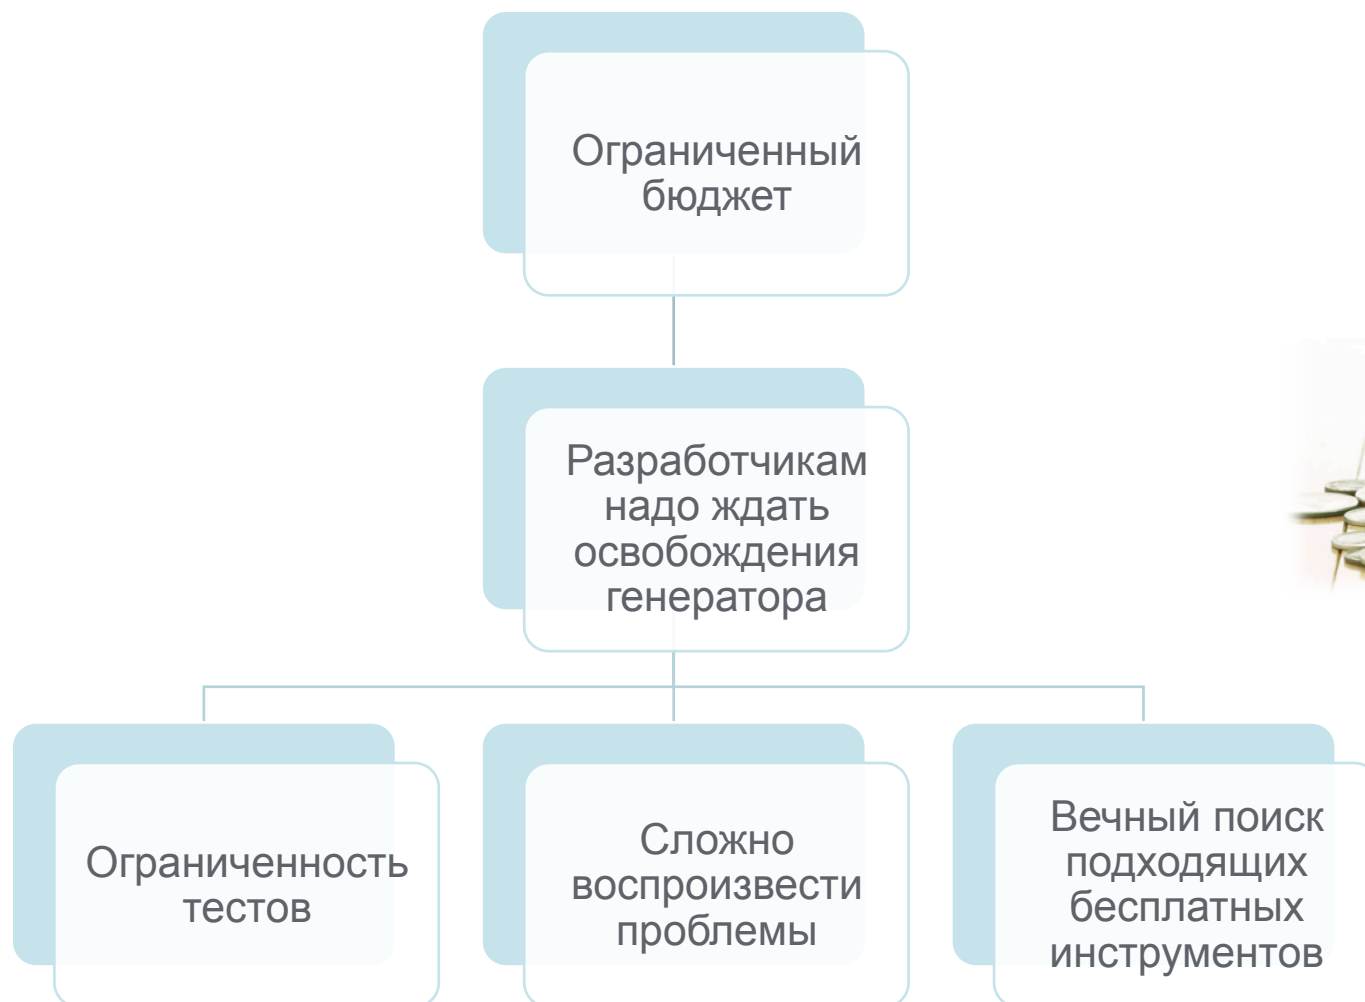 Ограниченный
бюджет
Разработчикам
надо ждать
освобождения
генератора
Ограниченность
тестов
Сложно
воспроизвести
проблемы
Вечный поиск
подходящих
бесплатных
инструментов